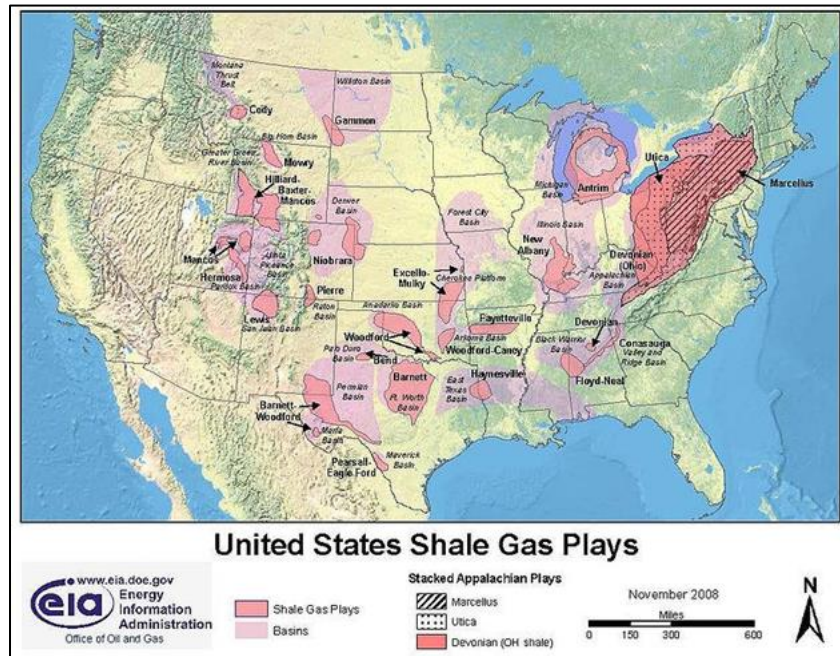 Montana
Thrust
Belt
Cody
Williston Basin
Gammon
Big Horn Basin
Mowry
Greater Green
River Basin
Hilliard-
Baxter-
Mancos
Denver
Basin
Niobrara
Mancos
Hermosa
Uinta
Piceance
Basin
Paradox Basin
Lewis
San Juan Basin
Pierre
Raton
Basin
Forest City Basin
Excello-
Mulky
Cherokee Platform
Anadarko Basin
Woodford
Palo Duro
Basin
Bend
Barnett
Ft. Worth
Basin
Permian
Basin
Barnett-
Woodford
Marfa
Basin
Pearsall-
Eagle Ford
Maverick
Basin
Fayetteville
Arkoma Basin
Woodford-Caney
East
Texas
Basin
Haynesville
Michigan
Basin
Antrim
Illinois Basin
New
Albany
Utica
Marcellus
Devonian
(Ohio)
Appalachian
Basin
Devonian
Black Warrior
Basin
Conasauga
Valley and
Ridge Basin
Floyd-Neal
United States Shale Gas Plays
www.eia.doe.gov
eia
Energy
Information
Administration
Office of Oil and Gas
Shale Gas Plays
Basins
Stacked Appalachian Plays
Marcellus
Utica
Devonian (OH shale)
November 2008
Miles
0 150 300 600
N